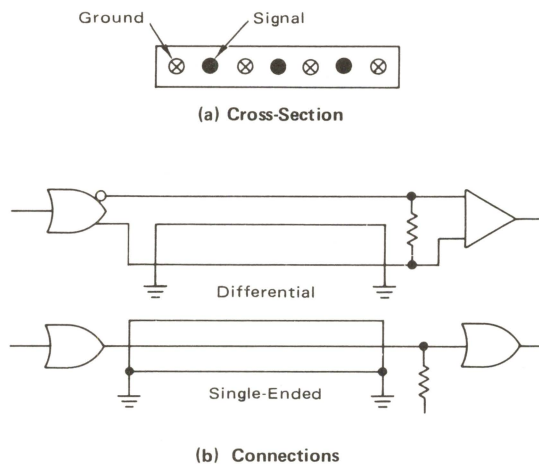 Ground Signal
(a) Cross-Section
Differential
Single-Ended
(b) Connections